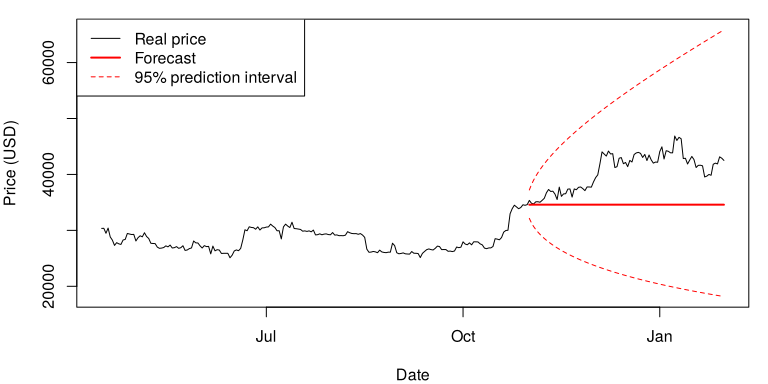 Real price
Forecast
95% prediction interval
Price (USD)
60000
40000
20000
Jul
Oct
Jan
Date